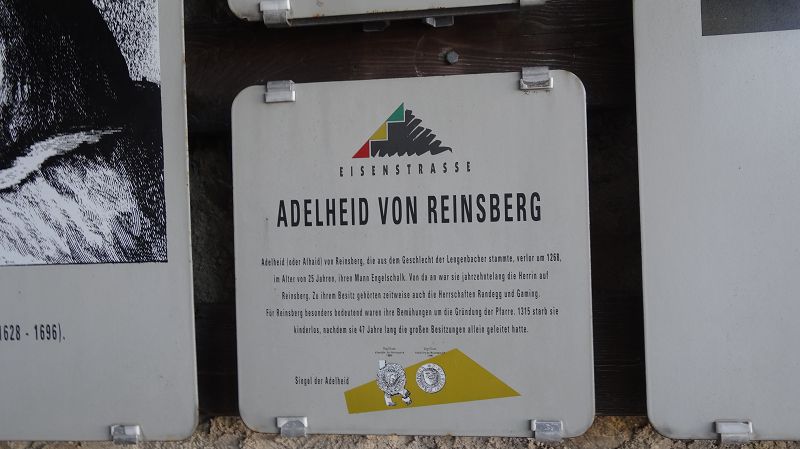 EISENSTRASSE
ADELHEID VON REINSBERG
Adelheid (oder Alhaid) von Reinsberg, die aus dem Geschlecht der Lengenbacher stammte, verlor um 1268,
im Alter von 25 Jahren, ihren Mann Engelschalk. Von da an war sie jahrzehntelang die Herrin auf
Reinsberg. Zu ihrem Besitz gehörten zeitweise auch die Herrschaften Randegg und Gaming.
Für Reinsberg besonders bedeutend waren ihre Bemühungen um die Gründung der Pfarre. 1315 starb sie
kinderlos, nachdem sie 47 Jahre lang die großen Besitzungen allein geleitet hatte.
Siegel der Adelheid
1628 - 1696).